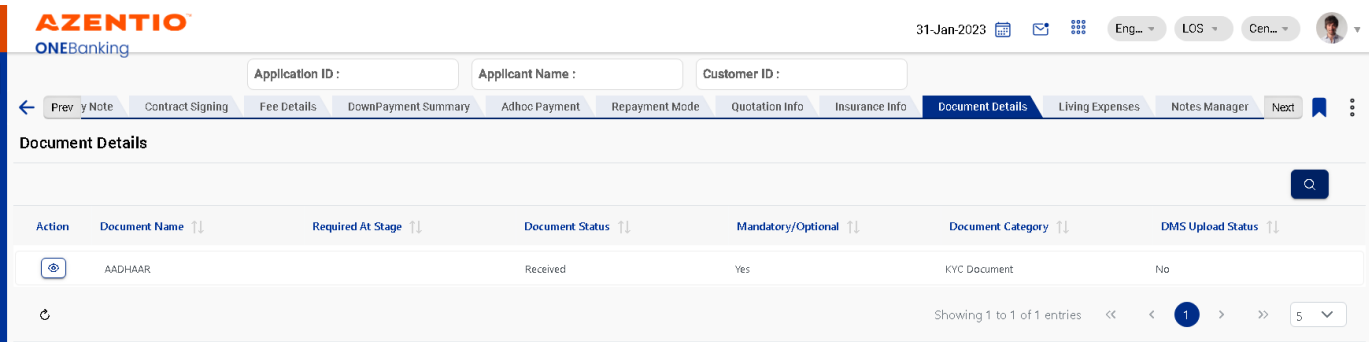 AZENTIO™
ONEBanking
31-Jan-2023 Eng... LOS Cen...
Application ID : Applicant Name : Customer ID :
Prev y Note Contract Signing Fee Details DownPayment Summary Adhoc Payment Repayment Mode Quotation Info Insurance Info Document Details Living Expenses Notes Manager Next
Document Details
Action Document Name Required At Stage Document Status Mandatory/Optional Document Category DMS Upload Status
AADHAAR Received Yes KYC Document No
Showing 1 to 1 of 1 entries « < 1 > » 5